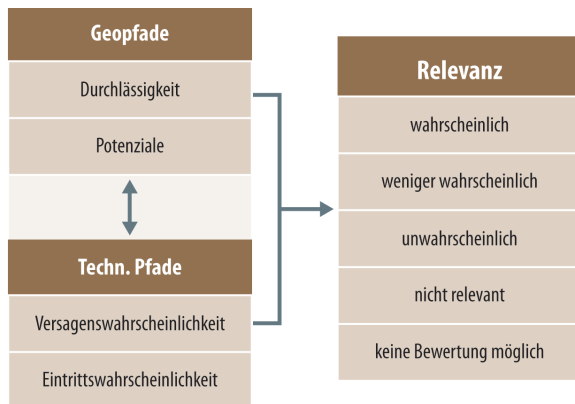 Geopfade
Durchlässigkeit
Potenziale
Techn. Pfade
Versagenswahrscheinlichkeit
Eintrittswahrscheinlichkeit
Relevanz
wahrscheinlich
weniger wahrscheinlich
unwahrscheinlich
nicht relevant
keine Bewertung möglich